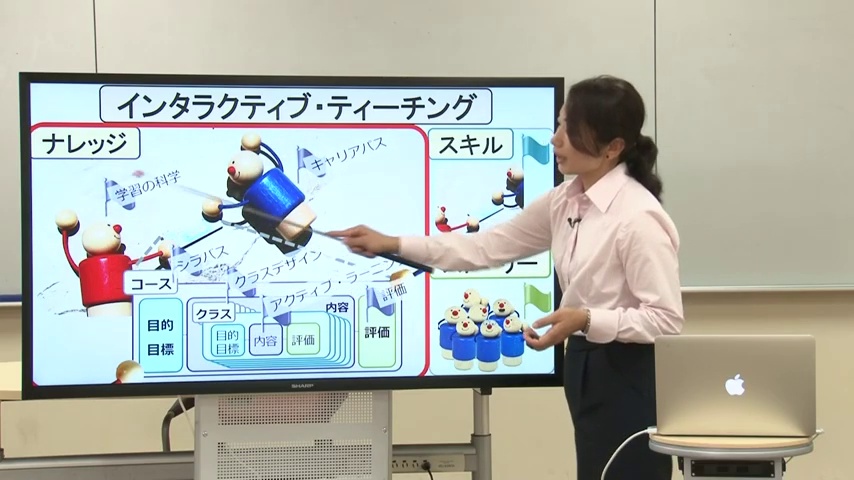 インタラクティブ・ティーチング
ナレッジ
スキル
キャリアパス
学習の科学
シラバス
クラスデザイン
アクティブ・ラーニン
評価
コース
クラス
内容
目的
目標
目的
目標
内容
評価
評価
リー
SHARP